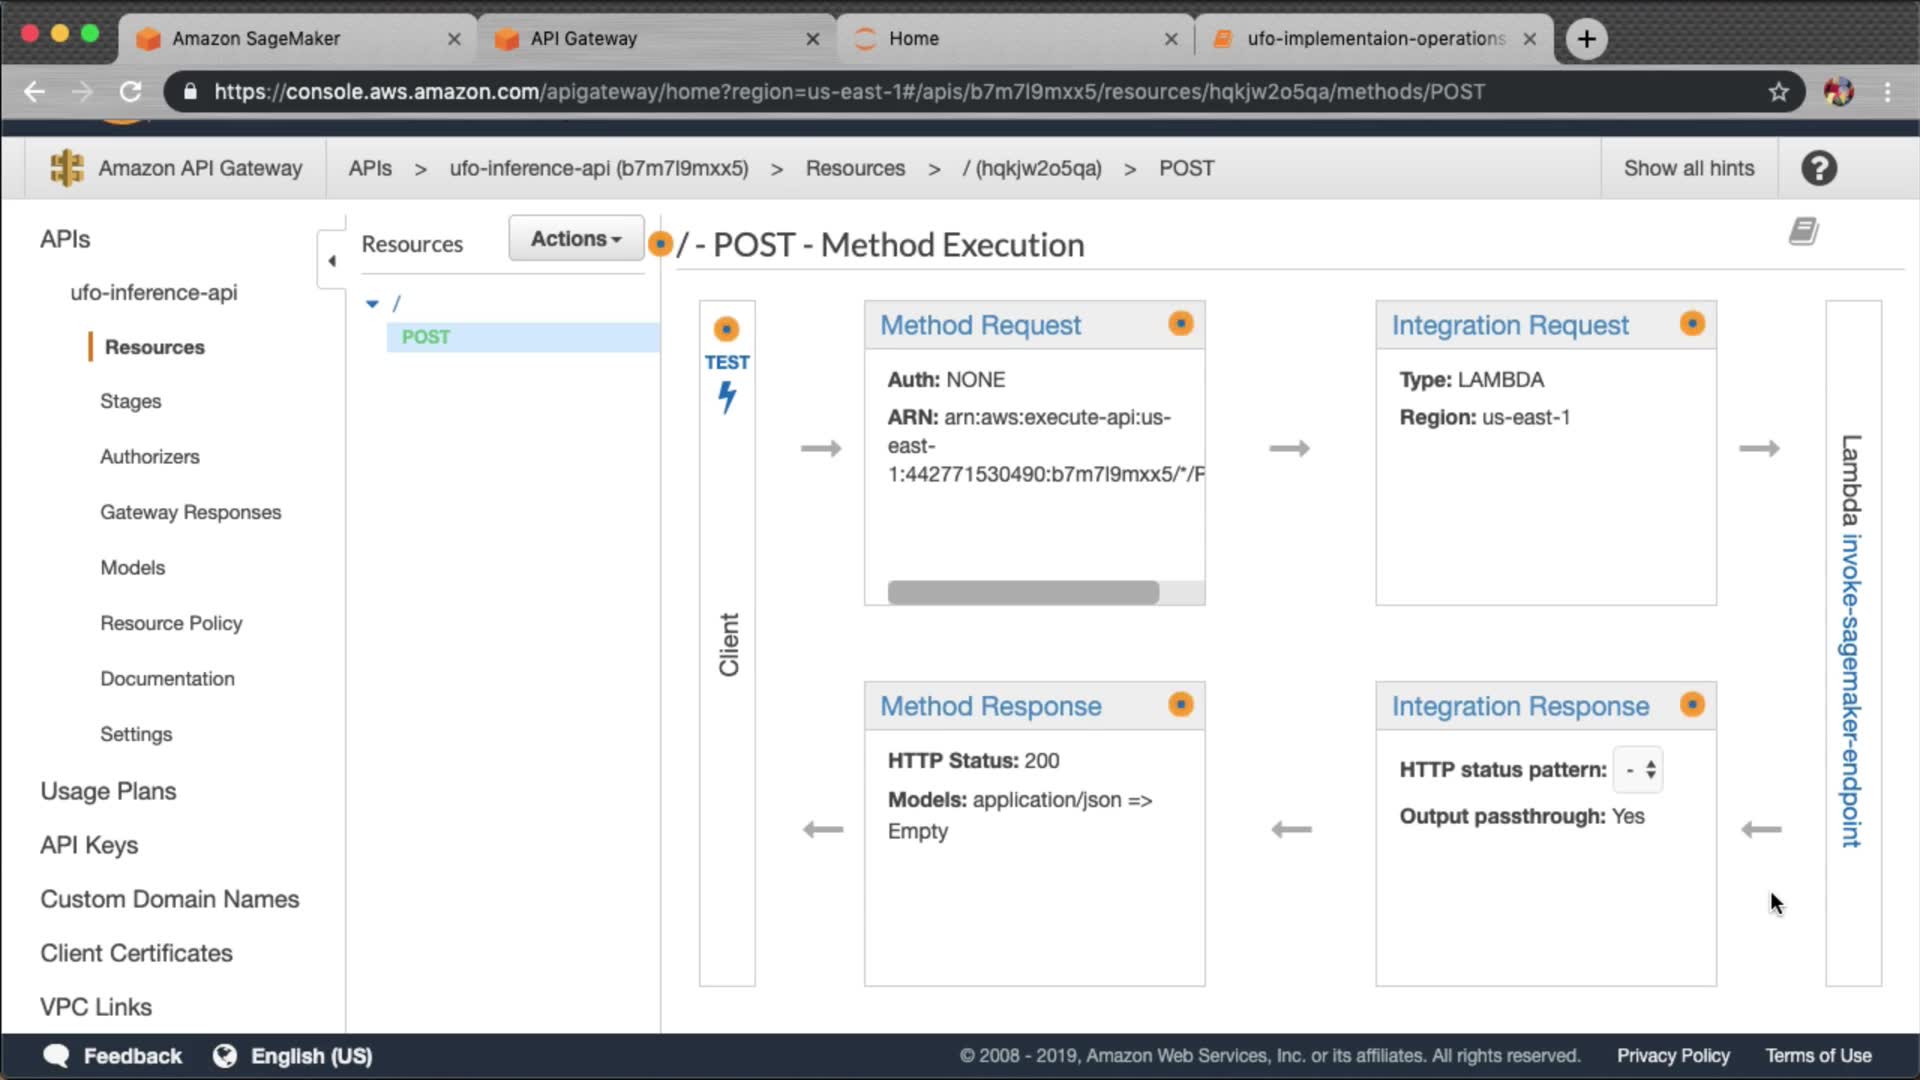 Amazon SageMaker
API Gateway
Home
ufo-implementaion-operations
https://console.aws.amazon.com/apigateway/home?region=us-east-1#/apis/b7m7l9mxx5/resources/hqkjw2o5qa/methods/POST
Amazon API Gateway
APIs > ufo-inference-api (b7m7l9mxx5) > Resources > / (hqkjw2o5qa) > POST
Show all hints
?
APIs
ufo-inference-api
Resources
Stages
Authorizers
Gateway Responses
Models
Resource Policy
Documentation
Settings
Usage Plans
API Keys
Custom Domain Names
Client Certificates
VPC Links
Resources
Actions
/
POST
/ - POST - Method Execution
TEST
Client
Method Request
Auth: NONE
ARN: arn:aws:execute-api:us-
east-
1:442771530490:b7m7l9mxx5/*/P
Integration Request
Type: LAMBDA
Region: us-east-1
Lambda invoke-sagemaker-endpoint
Method Response
HTTP Status: 200
Models: application/json =>
Empty
Integration Response
HTTP status pattern: -
Output passthrough: Yes
Feedback
English (US)
© 2008 - 2019, Amazon Web Services, Inc. or its affiliates. All rights reserved.
Privacy Policy
Terms of Use